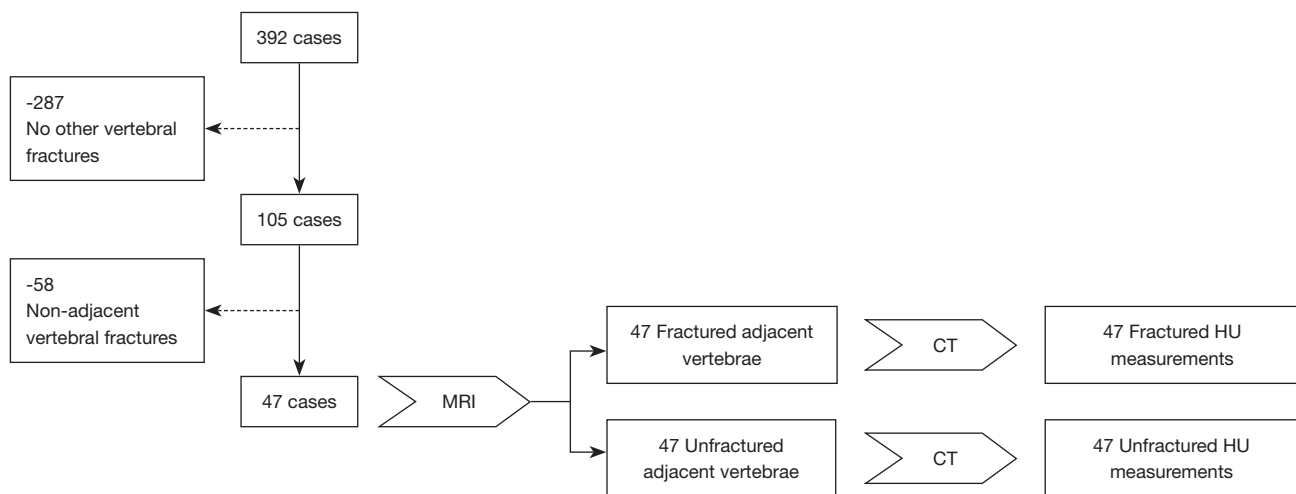 392 cases
-287
No other vertebral
fractures
105 cases
-58
Non-adjacent
vertebral fractures
47 cases
MRI
47 Fractured adjacent
vertebrae
CT
47 Fractured HU
measurements
47 Unfractured
adjacent vertebrae
CT
47 Unfractured HU
measurements